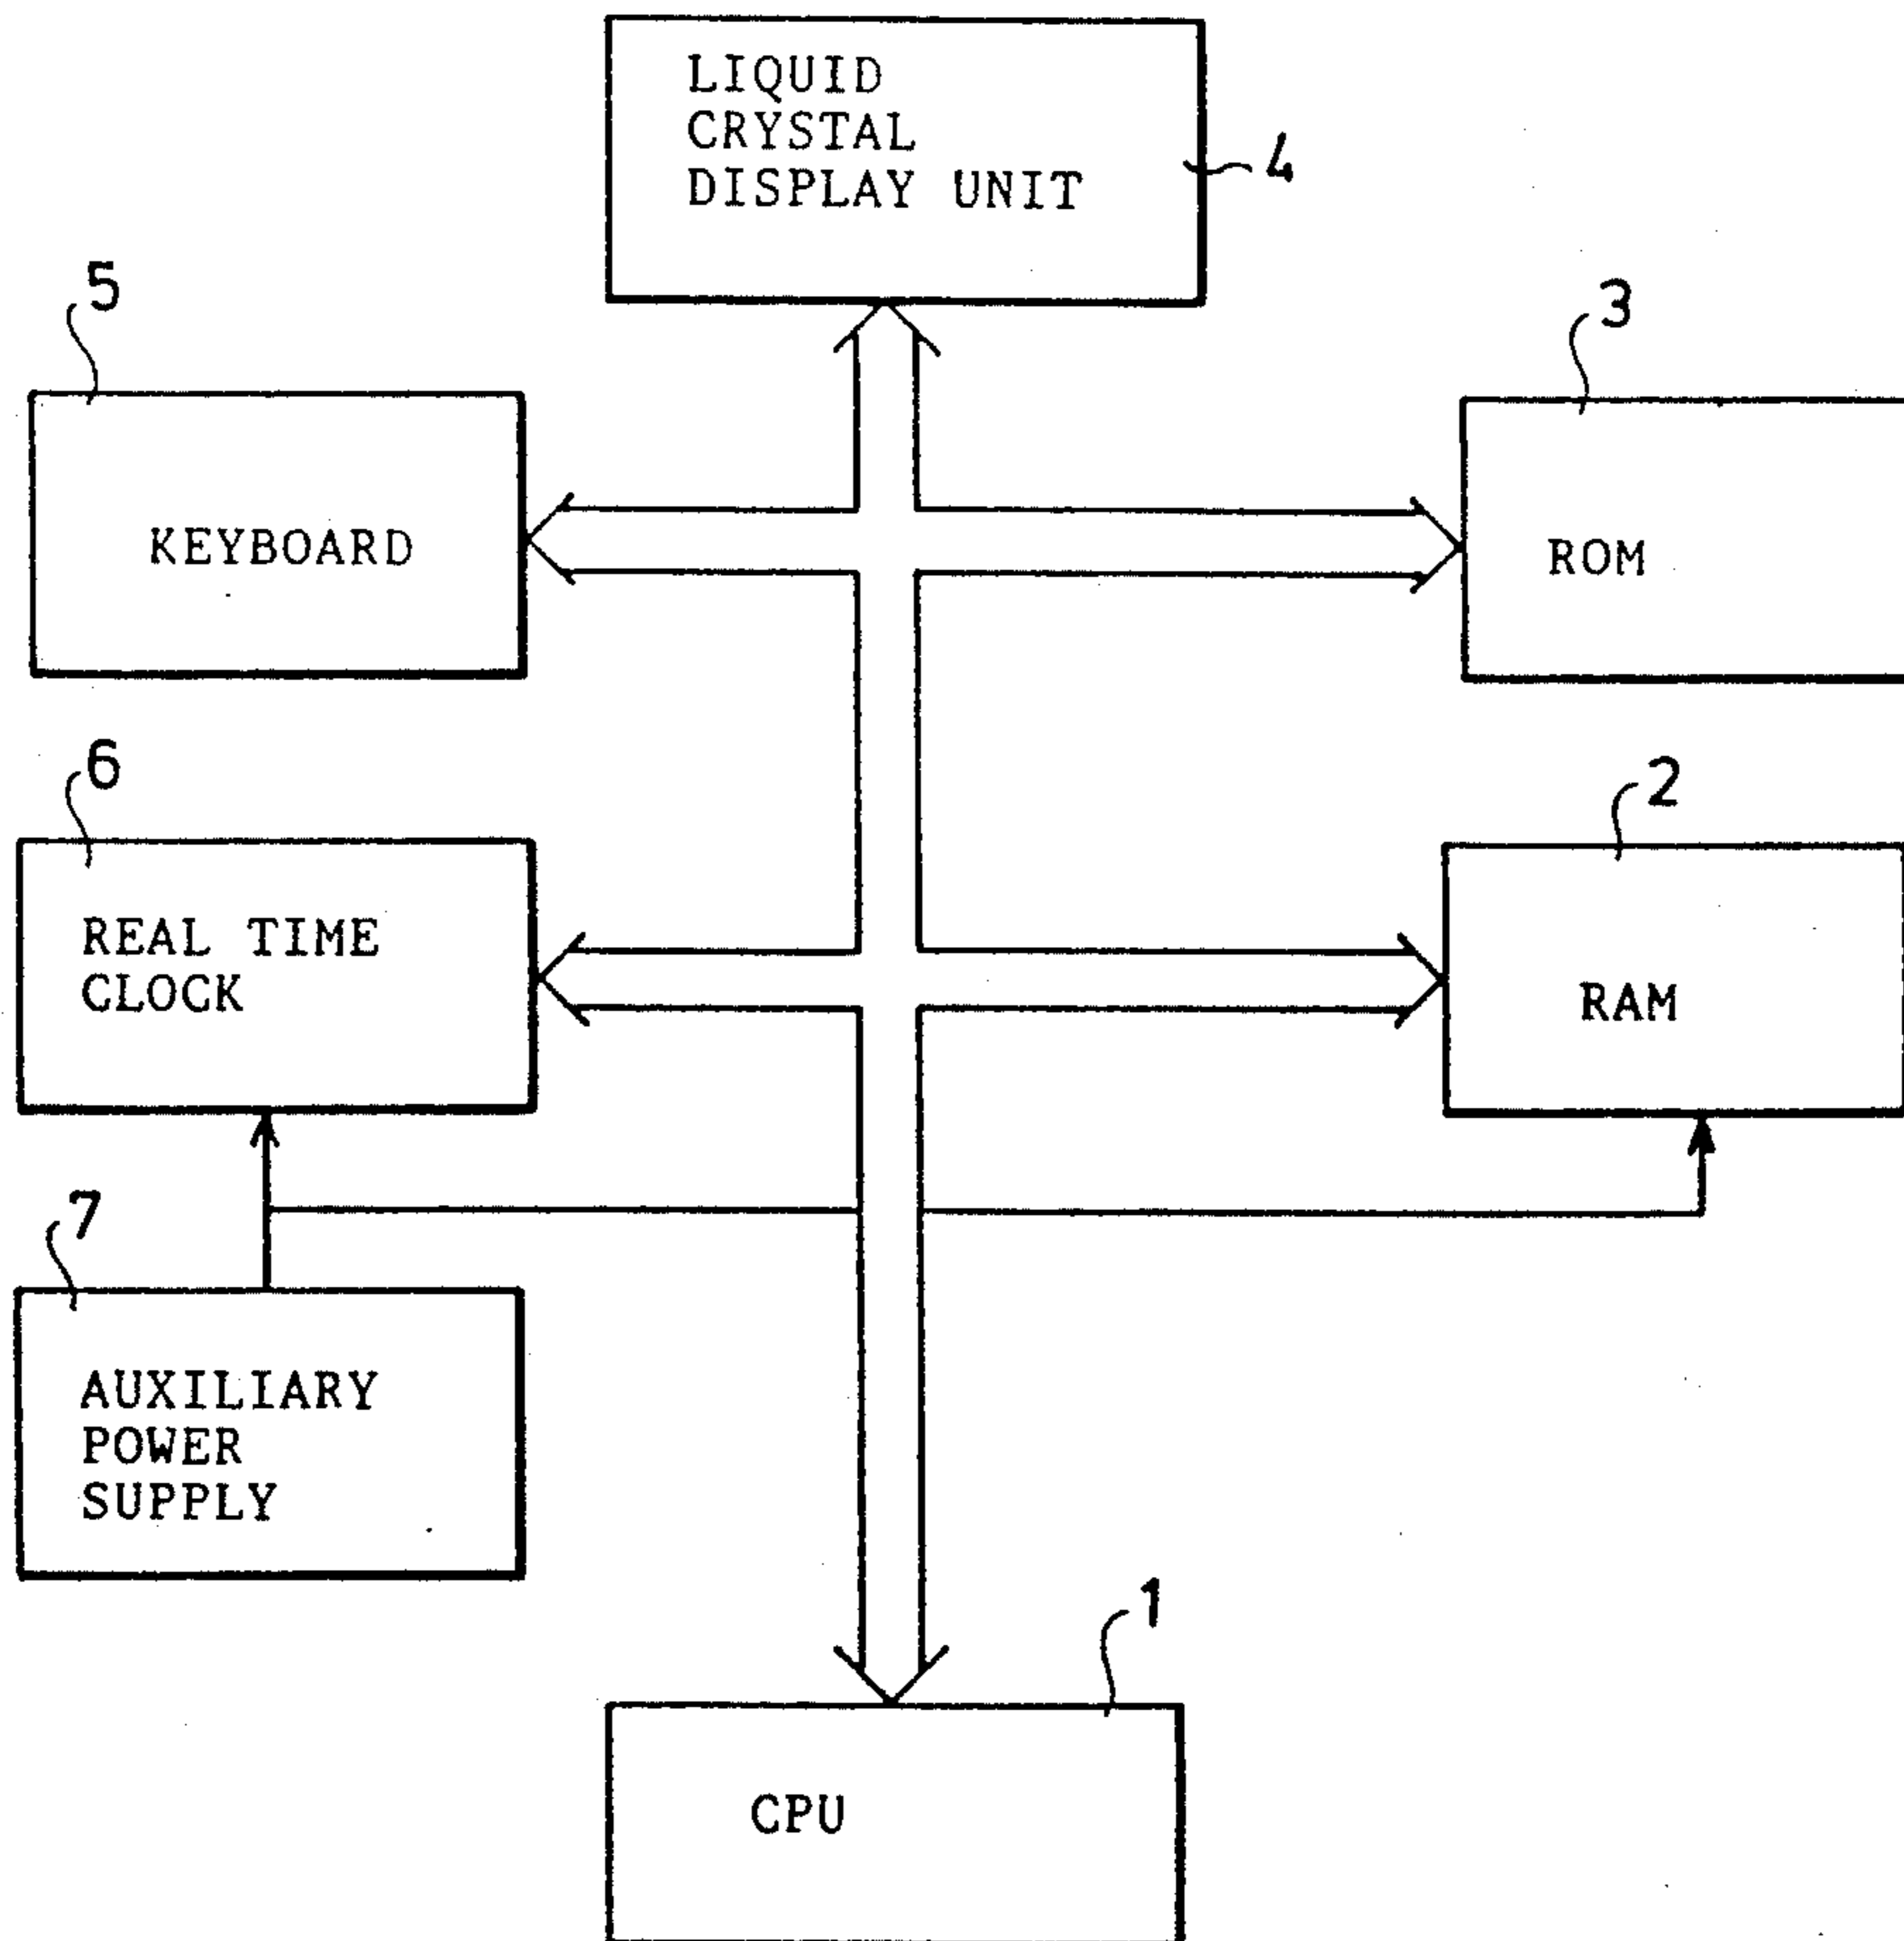 LIQUID
CRYSTAL
DISPLAY UNIT
4
5
3
KEYBOARD
ROM
6
2
REAL TIME
CLOCK
RAM
7
AUXILIARY
POWER
SUPPLY
1
CPU